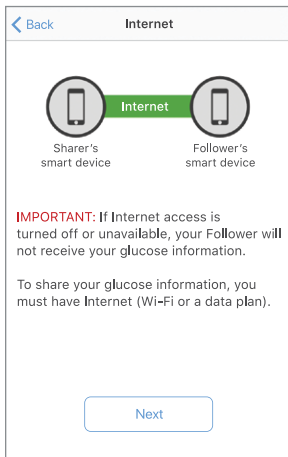 Back
Internet
Internet
Sharer's
smart device
Follower's
smart device
IMPORTANT: If Internet access is
turned off or unavailable, your Follower will
not receive your glucose information.
To share your glucose information, you
must have Internet (Wi-Fi or a data plan).
Next